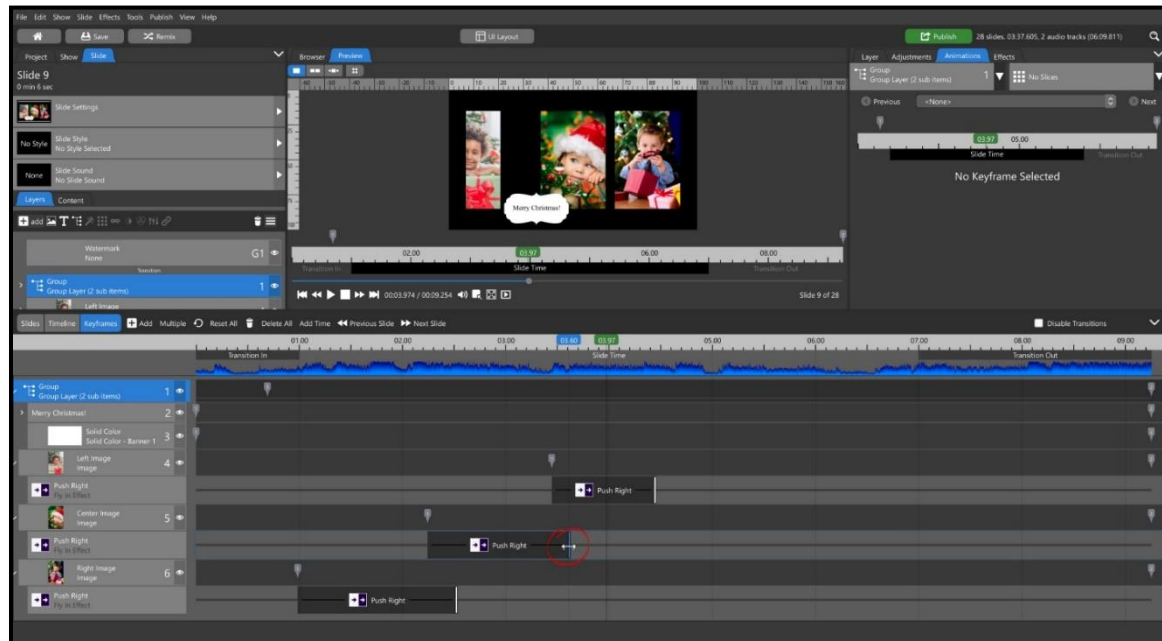 File Edit Show Slide Effects Tools Publish View Help
Save Remix UI Layout Publish 28 slides, 03:37.605, 2 audio tracks (06:09.811)
Project Show Slide
Slide 9
0 min 6 sec
Slide Settings
No Style Slide Style
No Style Selected
None Slide Sound
No Slide Sound
Layers Content
add
Watermark
None G1
Transition
Group
Group Layer (2 sub items) 1
Left Image
Browser Preview
Merry Christmas!
02.00 03.97 06.00 08.00
Transition In Slide Time Transition Out
00:03.974 / 00:09.254 Slide 9 of 28
Layer Adjustments Animations Effects
Group
Group Layer (2 sub items) 1 No Slices
Previous <None> Next
03.97 05.00
Slide Time Transition Out
No Keyframe Selected
Slides Timeline Keyframes Add Multiple Reset All Delete All Add Time Previous Slide Next Slide Disable Transitions
01:00 02:00 03:00 03.60 03.97 05:00 06:00 07:00 08:00 09:00
Transition In Slide Time Transition Out
Group
Group Layer (2 sub items) 1
Merry Christmas! 2
Solid Color
Solid Color - Banner 1 3
Left Image
Image 4
Push Right
Fly In Effect
Push Right
Center Image
Image 5
Push Right
Fly In Effect
Push Right
Right Image
Image 6
Push Right
Fly In Effect
Push Right